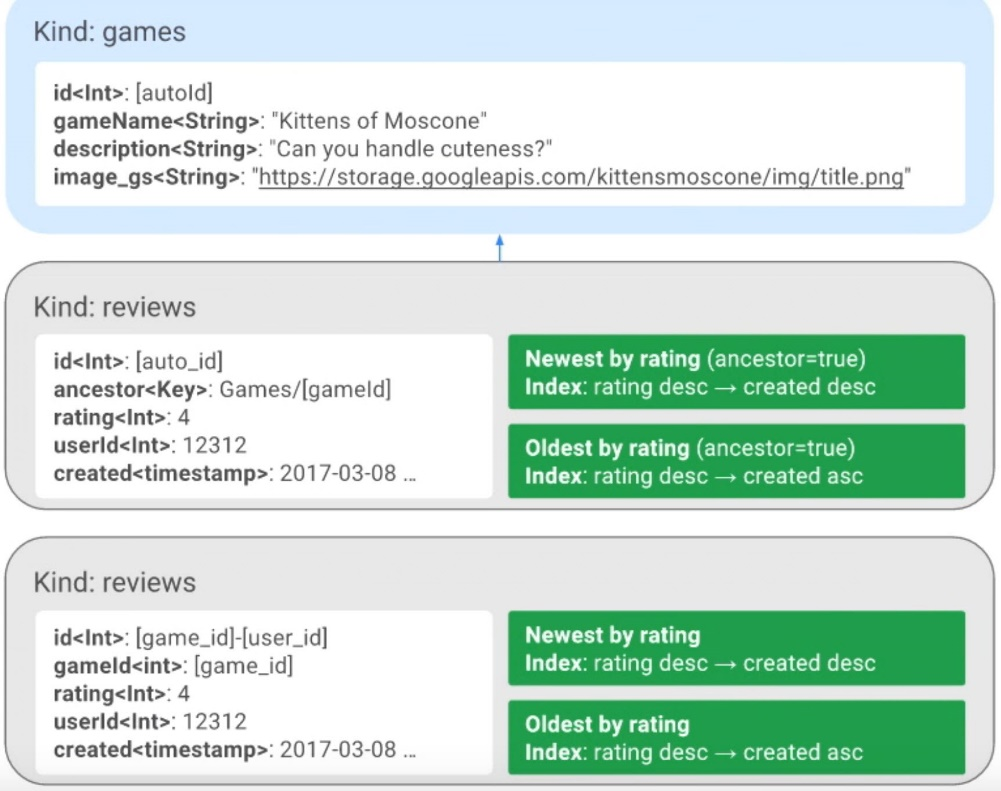 Kind: games
id<Int>: [autoId]
gameName<String>: "Kittens of Moscone"
description<String>: "Can you handle cuteness?"
image_gs<String>: "https://storage.googleapis.com/kittensmoscone/img/title.png"
Kind: reviews
id<Int>: [auto_id]
ancestor<Key>: Games/[gameId]
rating<Int>: 4
userId<Int>: 12312
created<timestamp>: 2017-03-08 ...
Newest by rating (ancestor=true)
Index: rating desc → created desc
Oldest by rating (ancestor=true)
Index: rating desc → created asc
Kind: reviews
id<Int>: [game_id]-[user_id]
gameId<int>: [game_id]
rating<Int>: 4
userId<Int>: 12312
created<timestamp>: 2017-03-08 ...
Newest by rating
Index: rating desc → created desc
Oldest by rating
Index: rating desc → created asc